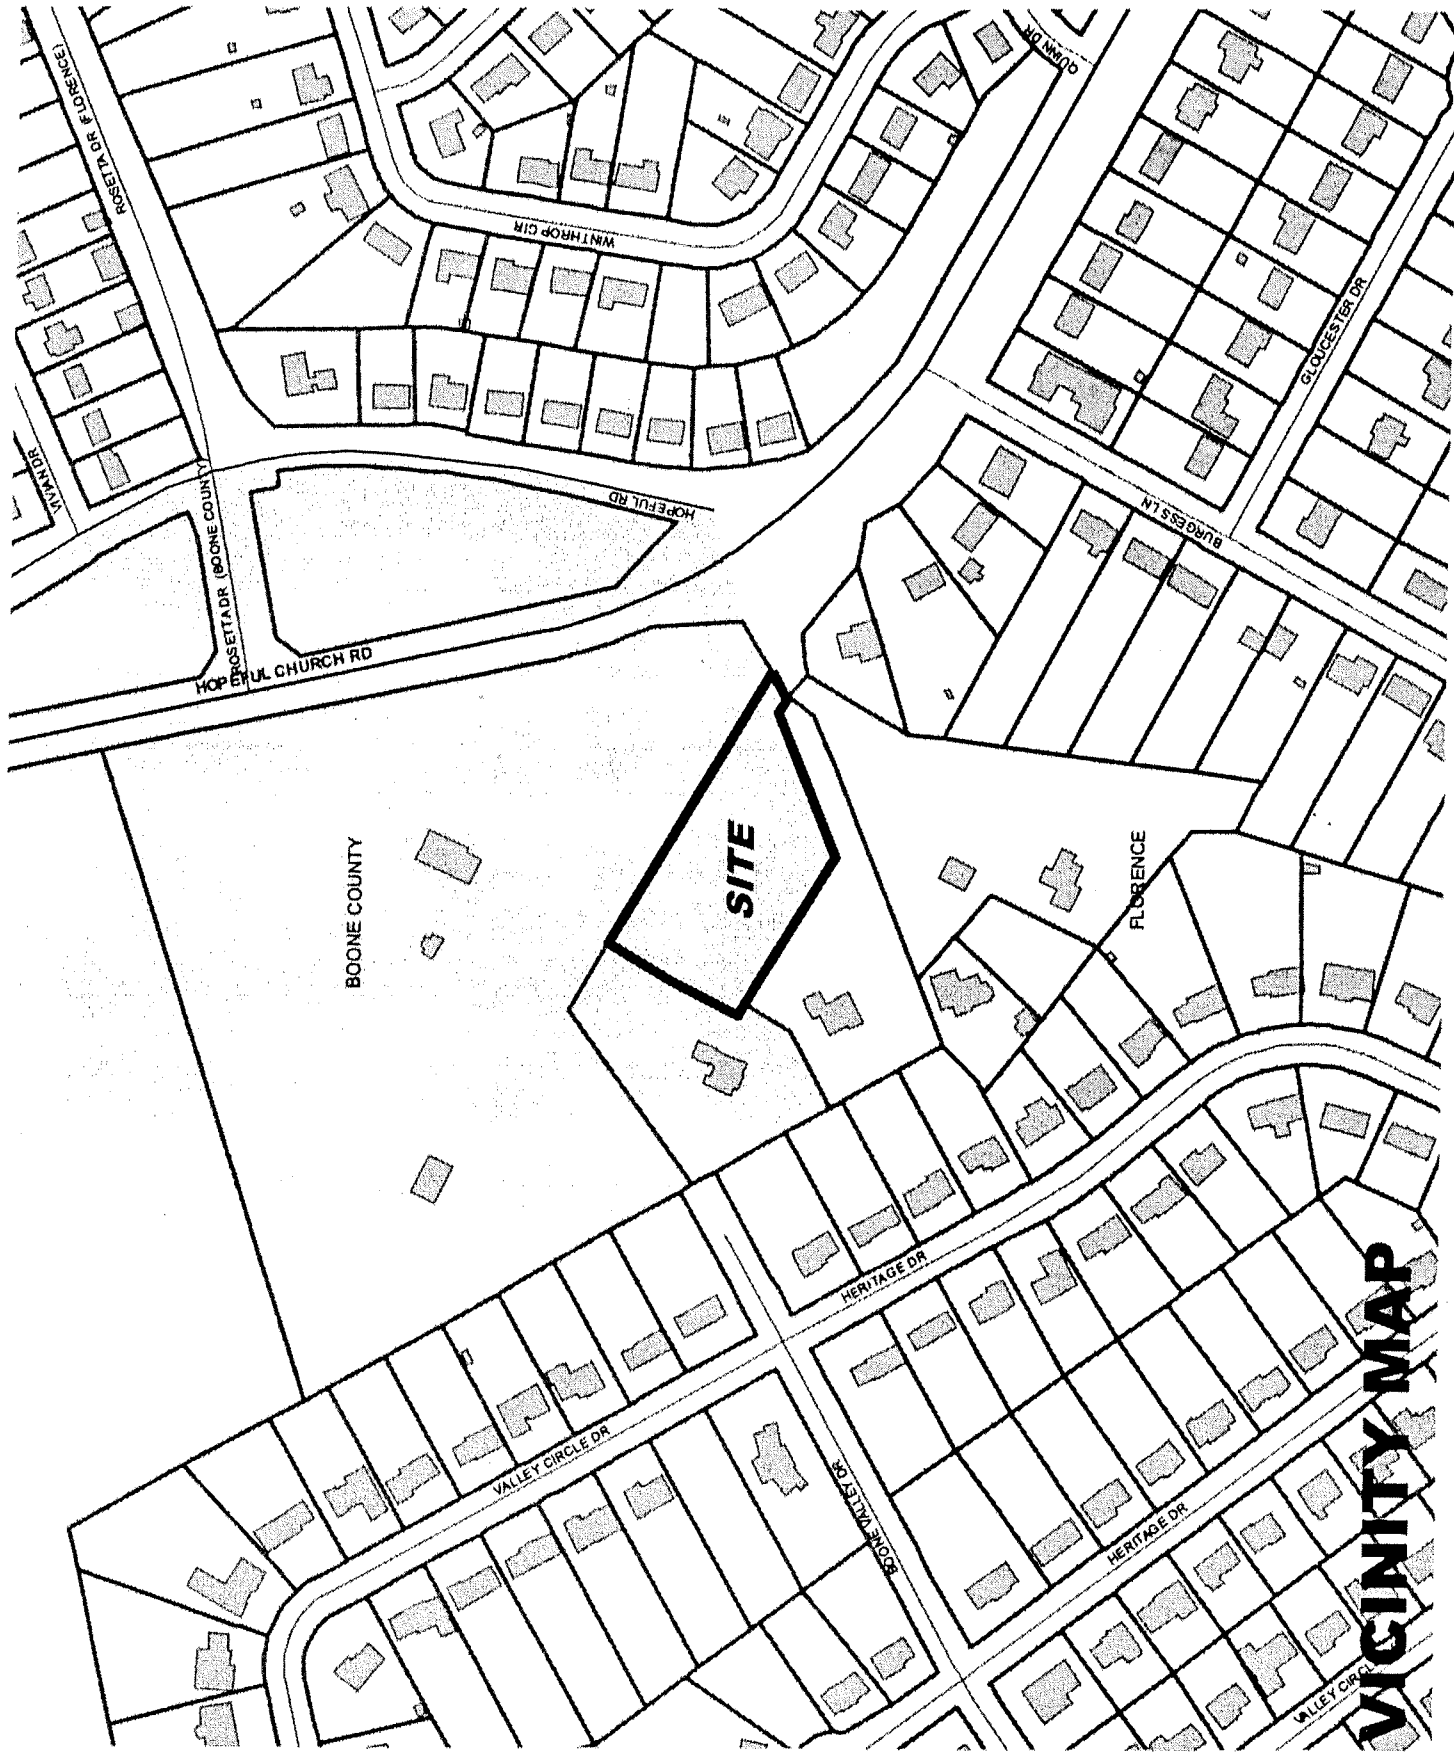 ROSETTA DR (FLORENCE)
QUINN DR
WINTHROP CIR
VIVIAN DR
HOPEFUL RD
ROSETTA DR (BOONE COUNTY)
HOPEFUL CHURCH RD
GLOUCESTER DR
BURGESS LN
BOONE COUNTY
SITE
FLORENCE
HERITAGE DR
VALLEY CIRCLE DR
BOONE VALLEY DR
HERITAGE DR
VALLEY CIRCL
VICINITY MAP